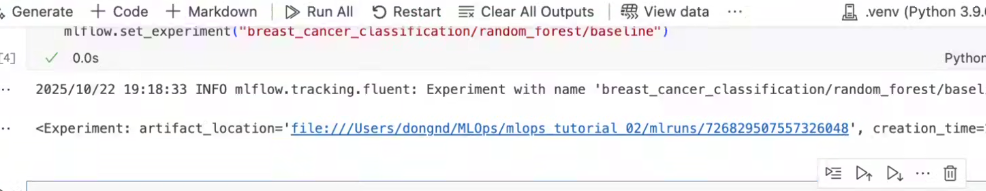 Generate + Code + Markdown Run All Restart Clear All Outputs View data ... .venv (Python 3.9.
mlflow.set_experiment("breast_cancer_classification/random_forest/baseline")
[4] ✓ 0.0s Python
2025/10/22 19:18:33 INFO mlflow.tracking.fluent: Experiment with name 'breast_cancer_classification/random_forest/basel
<Experiment: artifact_location='file:///Users/dongnd/MLOps/mlops_tutorial_02/mlruns/726829507557326048', creation_time=